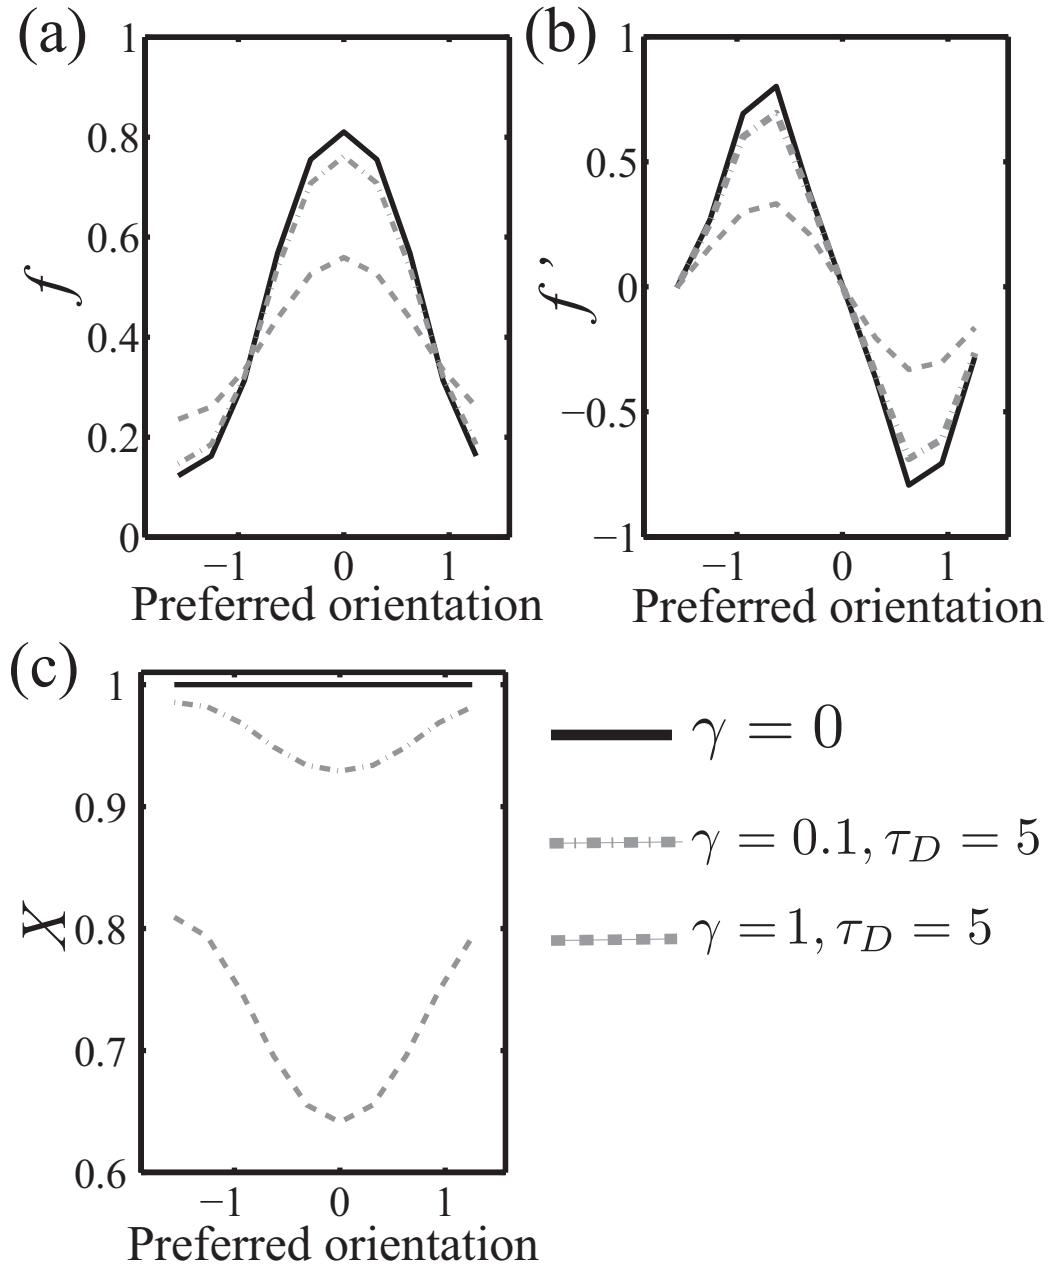 (a)
1
0.8
0.6
0.4
0.2
0
f
−1 0 1
Preferred orientation
(b)
1
0.5
0
−0.5
−1
f ’
−1 0 1
Preferred orientation
(c)
1
0.9
0.8
0.7
0.6
X
−1 0 1
Preferred orientation
γ = 0
γ = 0.1, τ_D = 5
γ = 1, τ_D = 5